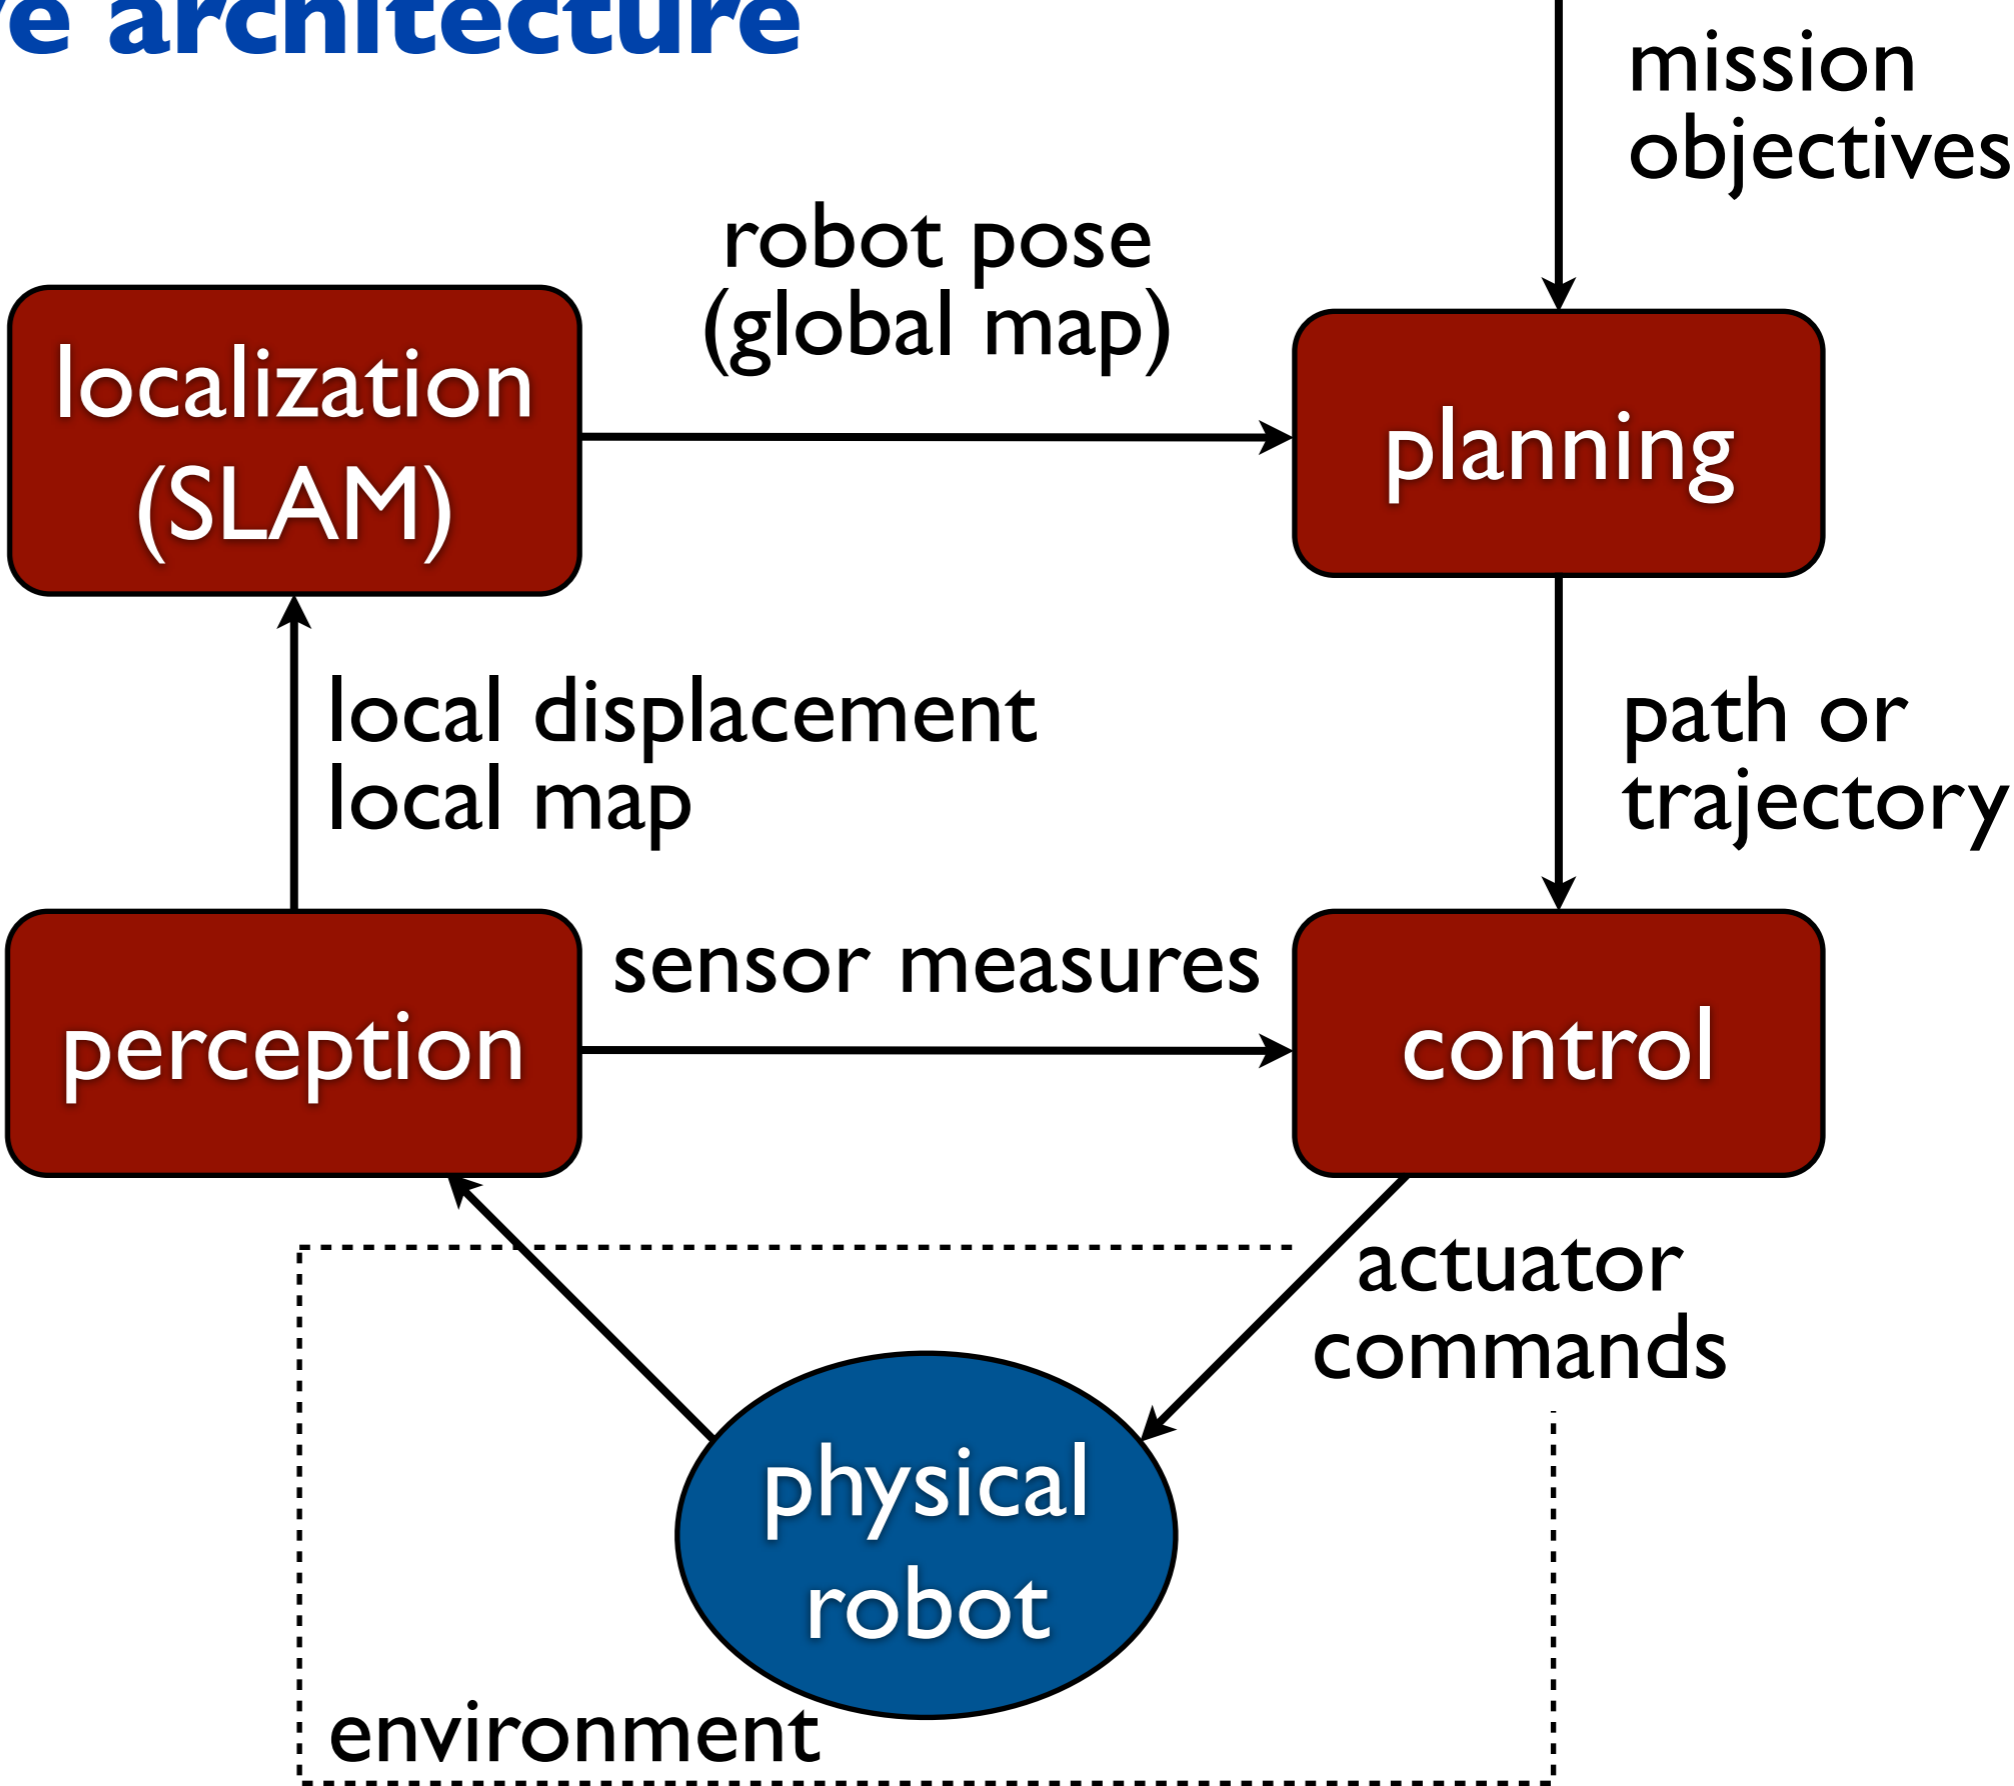 architecture
mission
objectives
robot pose
(global map)
localization
(SLAM)
planning
local displacement
local map
path or
trajectory
perception
sensor measures
control
actuator
commands
physical
robot
environment